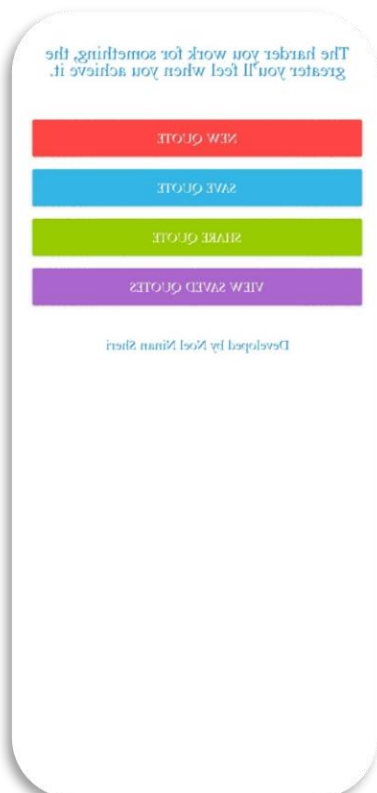 The harder you work for something, the
greater you'll feel when you achieve it.
NEW QUOTE
SAVE QUOTE
SHARE QUOTE
VIEW SAVED QUOTES
Developed by Noel Ninan Sheri